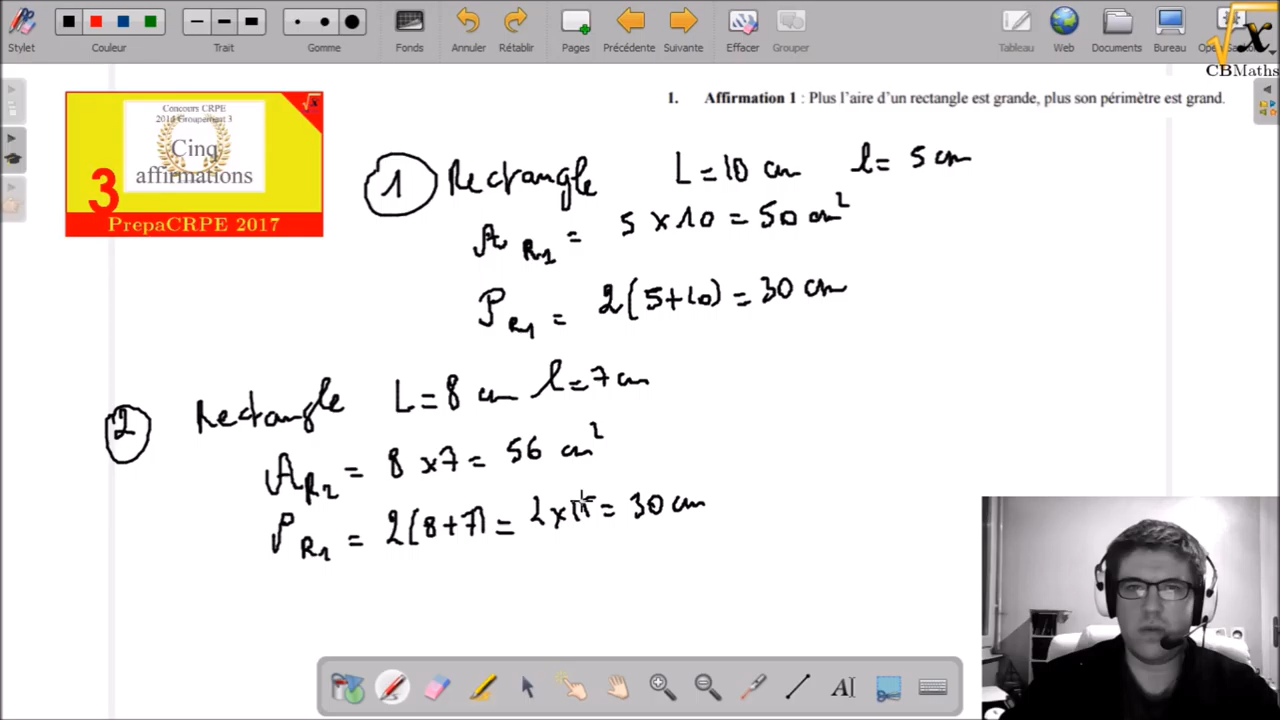 Stylet Couleur Trait Gomme Fonds Annuler Rétablir Pages Précédente Suivante Effacer Grouper Tableau Web Documents Bureau
√x
CBMaths
1. Affirmation 1 : Plus l'aire d'un rectangle est grande, plus son périmètre est grand.
Concours CRPE
2014 Groupement 3
Cinq
affirmations
3
PrepaCRPE 2017
1 Rectangle L = 10 cm l = 5 cm
A R1 = 5 × 10 = 50 cm²
P R1 = 2(5+10) = 30 cm
2 Rectangle L = 8 cm l = 7 cm
A R2 = 8 × 7 = 56 cm²
P R1 = 2(8+7) = 2 × 15 = 30 cm